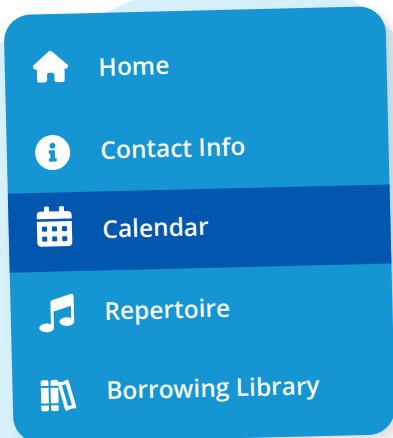 Home
Contact Info
Calendar
Repertoire
Borrowing Library